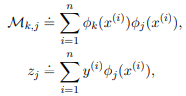 ℳ_{k,j} ≐ ∑_{i=1}^{n} ϕ_k(x^{(i)})ϕ_j(x^{(i)}),
z_j ≐ ∑_{i=1}^{n} y^{(i)}ϕ_j(x^{(i)}),